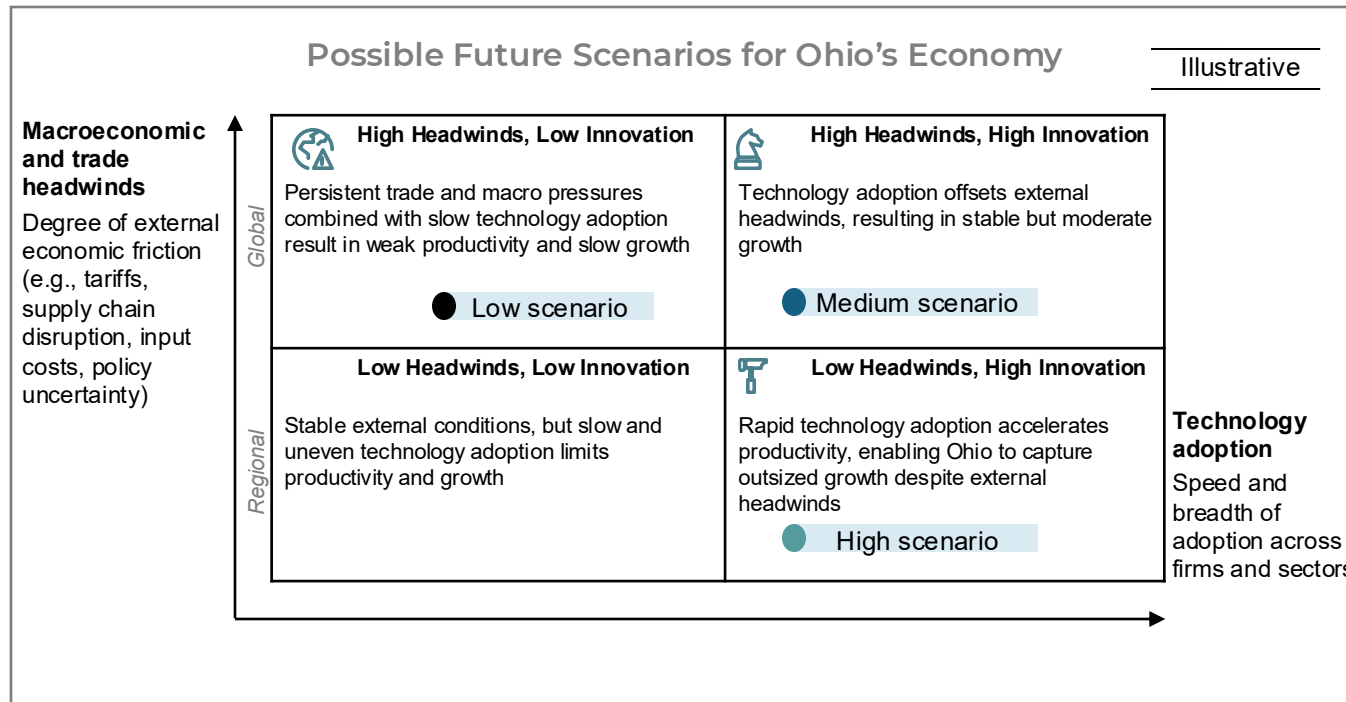 Possible Future Scenarios for Ohio's Economy
Illustrative
Macroeconomic
and trade
headwinds
Degree of external
economic friction
(e.g., tariffs,
supply chain
disruption, input
costs, policy
uncertainty)
Global
High Headwinds, Low Innovation
Persistent trade and macro pressures
combined with slow technology adoption
result in weak productivity and slow growth
Low scenario
High Headwinds, High Innovation
Technology adoption offsets external
headwinds, resulting in stable but moderate
growth
Medium scenario
Regional
Low Headwinds, Low Innovation
Stable external conditions, but slow and
uneven technology adoption limits
productivity and growth
Low Headwinds, High Innovation
Rapid technology adoption accelerates
productivity, enabling Ohio to capture
outsized growth despite external
headwinds
High scenario
Technology
adoption
Speed and
breadth of
adoption across
firms and sectors